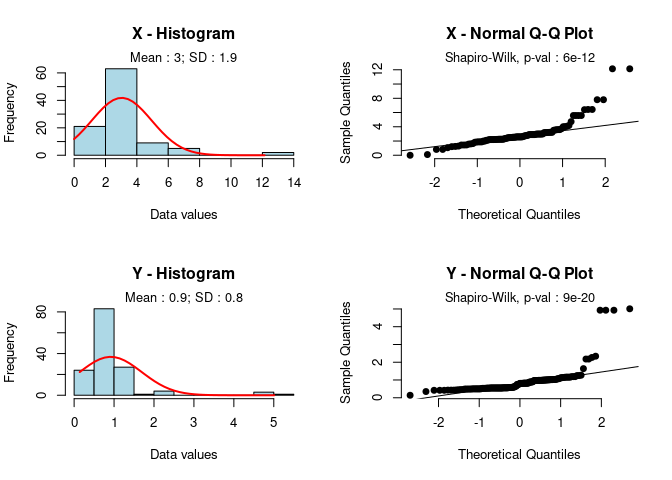 X - Histogram
Mean : 3; SD : 1.9
Frequency
0 20 40 60
0 2 4 6 8 10 12 14
Data values
X - Normal Q-Q Plot
Shapiro-Wilk, p-val : 6e-12
Sample Quantiles
0 4 8 12
-2 -1 0 1 2
Theoretical Quantiles
Y - Histogram
Mean : 0.9; SD : 0.8
Frequency
0 40 80
0 1 2 3 4 5
Data values
Y - Normal Q-Q Plot
Shapiro-Wilk, p-val : 9e-20
Sample Quantiles
0 2 4
-2 -1 0 1 2
Theoretical Quantiles